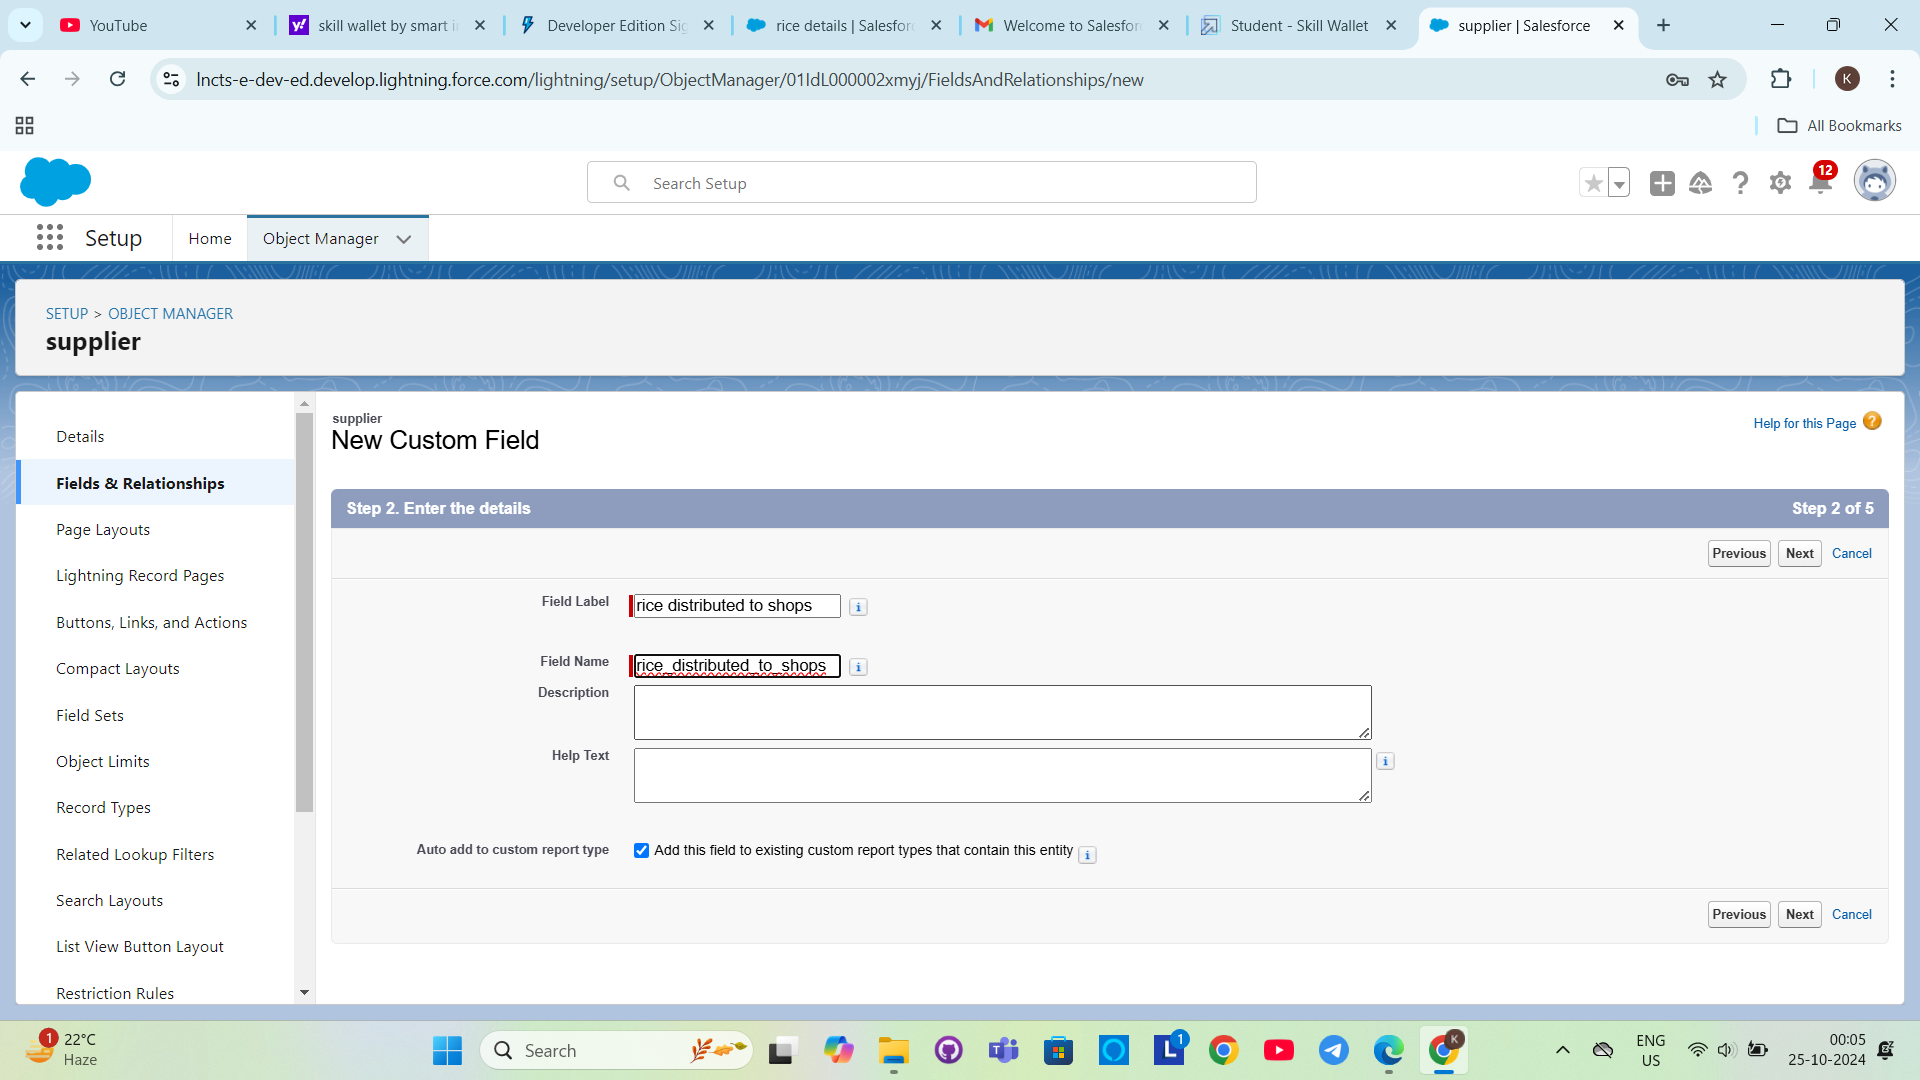 YouTube
skill wallet by smart in
Developer Edition Sig
rice details | Salesforc
Welcome to Salesforc
Student - Skill Wallet
supplier | Salesforce
lncts-e-dev-ed.develop.lightning.force.com/lightning/setup/ObjectManager/01IdL000002xmyj/FieldsAndRelationships/new
K
All Bookmarks
Search Setup
12
Setup
Home
Object Manager
SETUP > OBJECT MANAGER
supplier
Details
Fields & Relationships
Page Layouts
Lightning Record Pages
Buttons, Links, and Actions
Compact Layouts
Field Sets
Object Limits
Record Types
Related Lookup Filters
Search Layouts
List View Button Layout
Restriction Rules
supplier
New Custom Field
Help for this Page
Step 2. Enter the details
Step 2 of 5
Previous Next Cancel
Field Label rice distributed to shops
Field Name rice_distributed_to_shops
Description
Help Text
Auto add to custom report type Add this field to existing custom report types that contain this entity
Previous Next Cancel
1
22°C
Haze
Search
1
K
ENG
US
00:05
25-10-2024